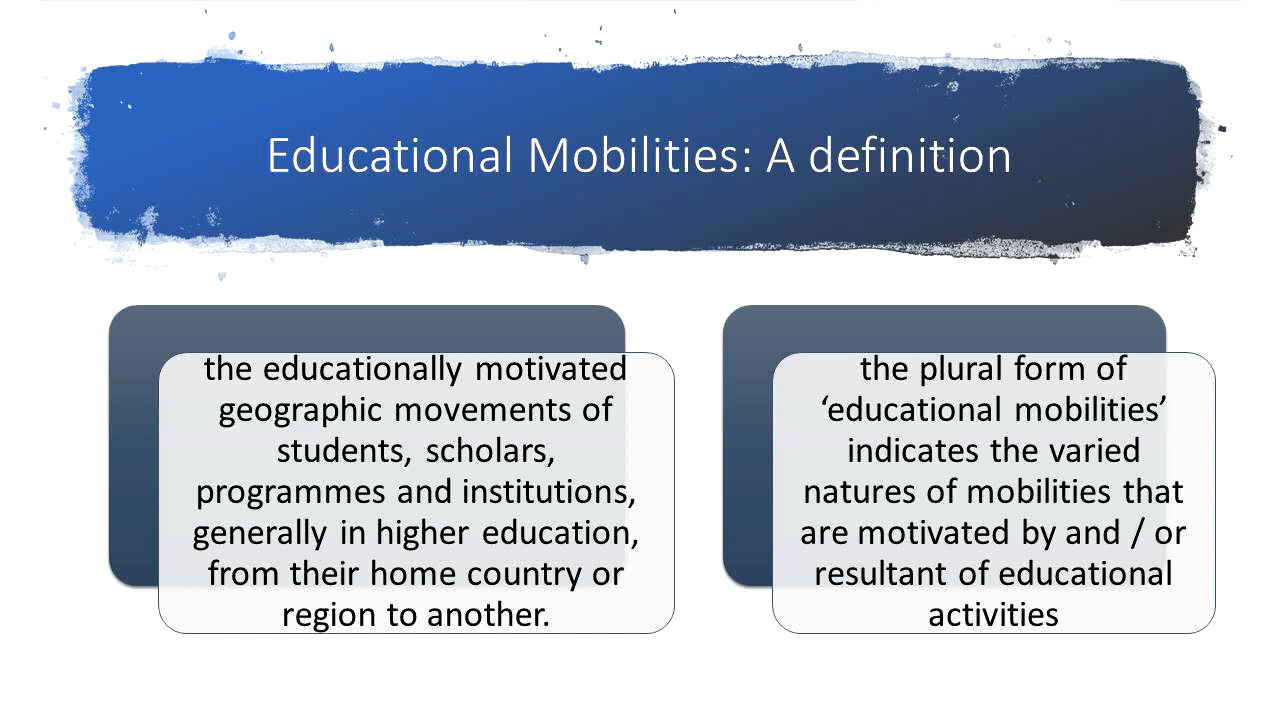 Educational Mobilities: A definition
the educationally motivated
geographic movements of
students, scholars,
programmes and institutions,
generally in higher education,
from their home country or
region to another.
the plural form of
‘educational mobilities’
indicates the varied
natures of mobilities that
are motivated by and / or
resultant of educational
activities